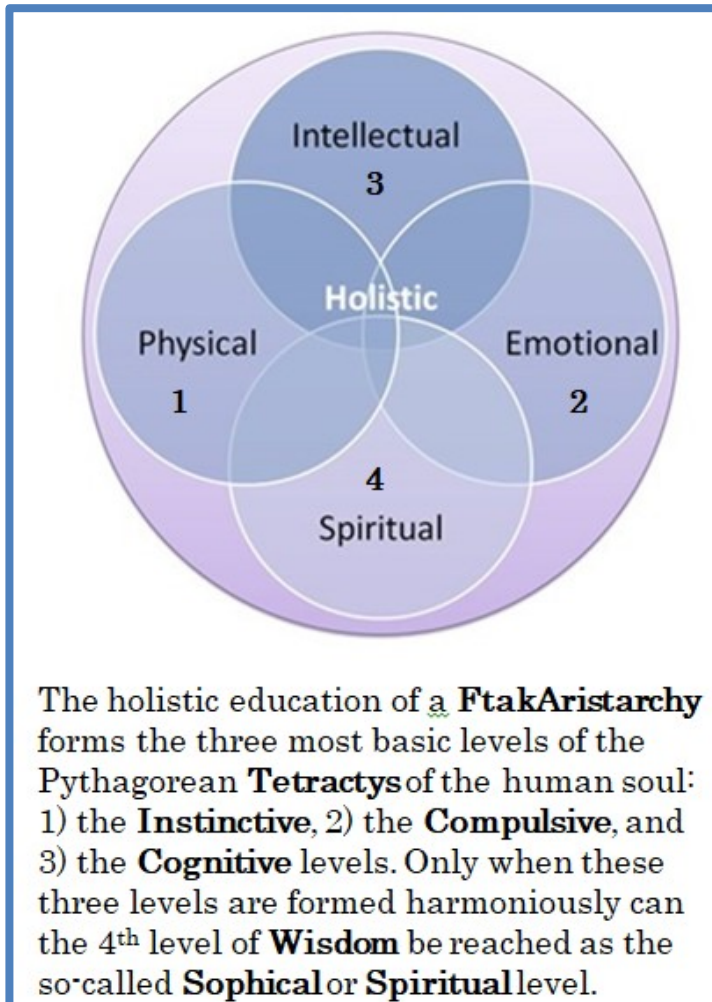 Intellectual
3
Holistic
Physical
Emotional
1
2
4
Spiritual
The holistic education of a FtakAristarchy
forms the three most basic levels of the
Pythagorean Tetractys of the human soul:
1) the Instinctive, 2) the Compulsive, and
3) the Cognitive levels. Only when these
three levels are formed harmoniously can
the 4th level of Wisdom be reached as the
so-called Sophical or Spiritual level.